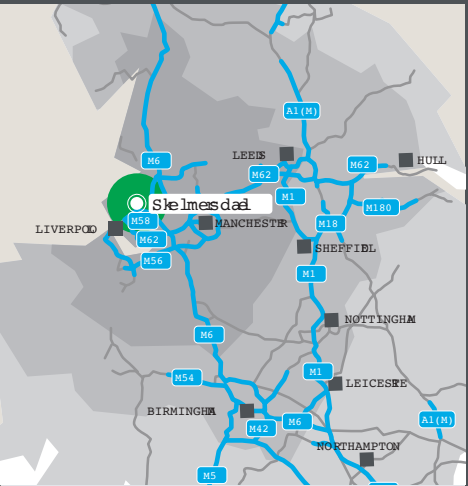 A1(M)
LEEDS
M6
M62
HULL
M62
M1
Skelmersdale
M180
M58
MANCHESTER
M18
LIVERPOOL
M62
SHEFFIELD
M56
M1
NOTTINGHAM
M6
M1
M54
LEICESTER
BIRMINGHAM
M6
A1(M)
M42
NORTHAMPTON
M5